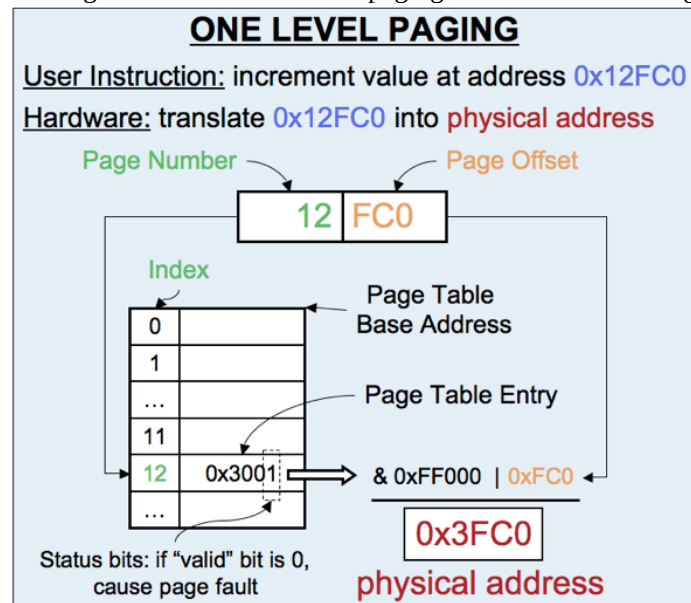 ONE LEVEL PAGING
User Instruction: increment value at address 0x12FC0
Hardware: translate 0x12FC0 into physical address
Page Number
Page Offset
12 FC0
Index
Page Table
Base Address
0
1
...
Page Table Entry
11
12 0x3001
& 0xFF000 | 0xFC0
...
0x3FC0
Status bits: if “valid” bit is 0,
cause page fault
physical address